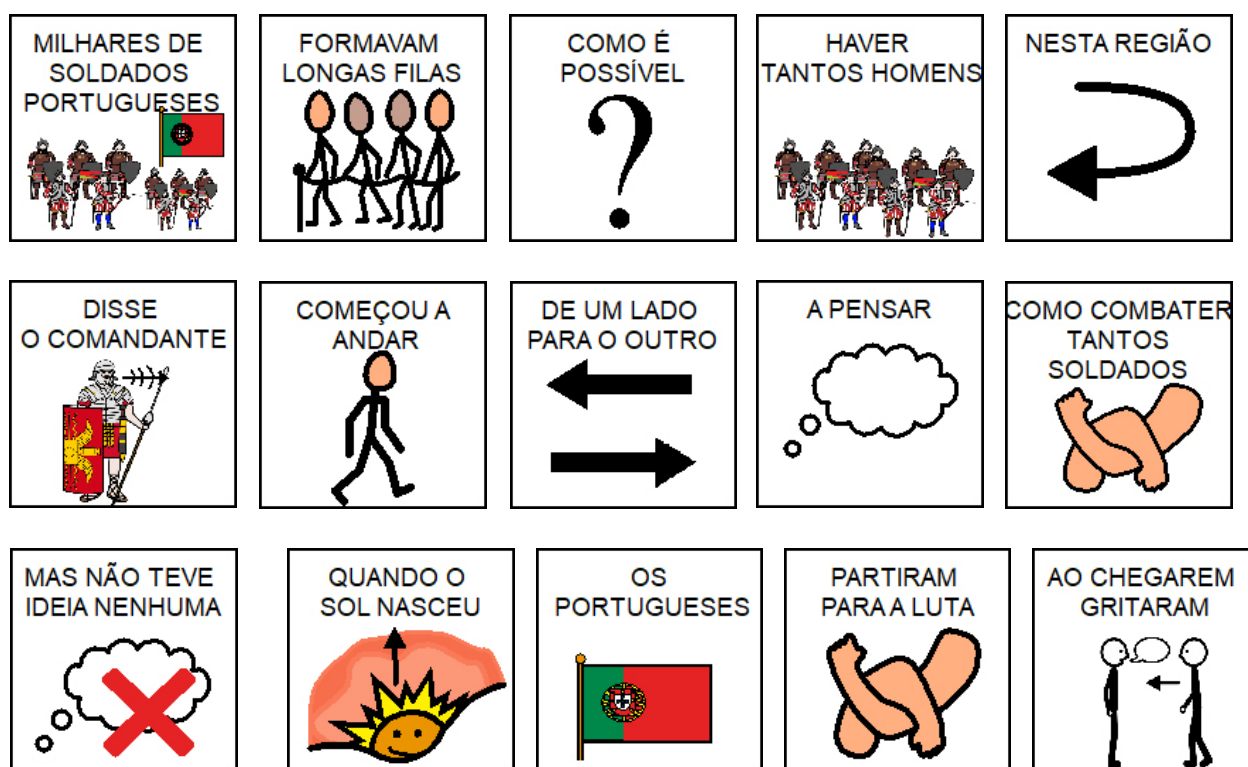 MILHARES DE
SOLDADOS
PORTUGUESES
FORMAVAM
LONGAS FILAS
COMO É
POSSÍVEL
?
HAVER
TANTOS HOMENS
NESTA REGIÃO
DISSE
O COMANDANTE
COMEÇOU A
ANDAR
DE UM LADO
PARA O OUTRO
A PENSAR
COMO COMBATER
TANTOS
SOLDADOS
MAS NÃO TEVE
IDEIA NENHUMA
QUANDO O
SOL NASCEU
OS
PORTUGUESES
PARTIRAM
PARA A LUTA
AO CHEGAREM
GRITARAM